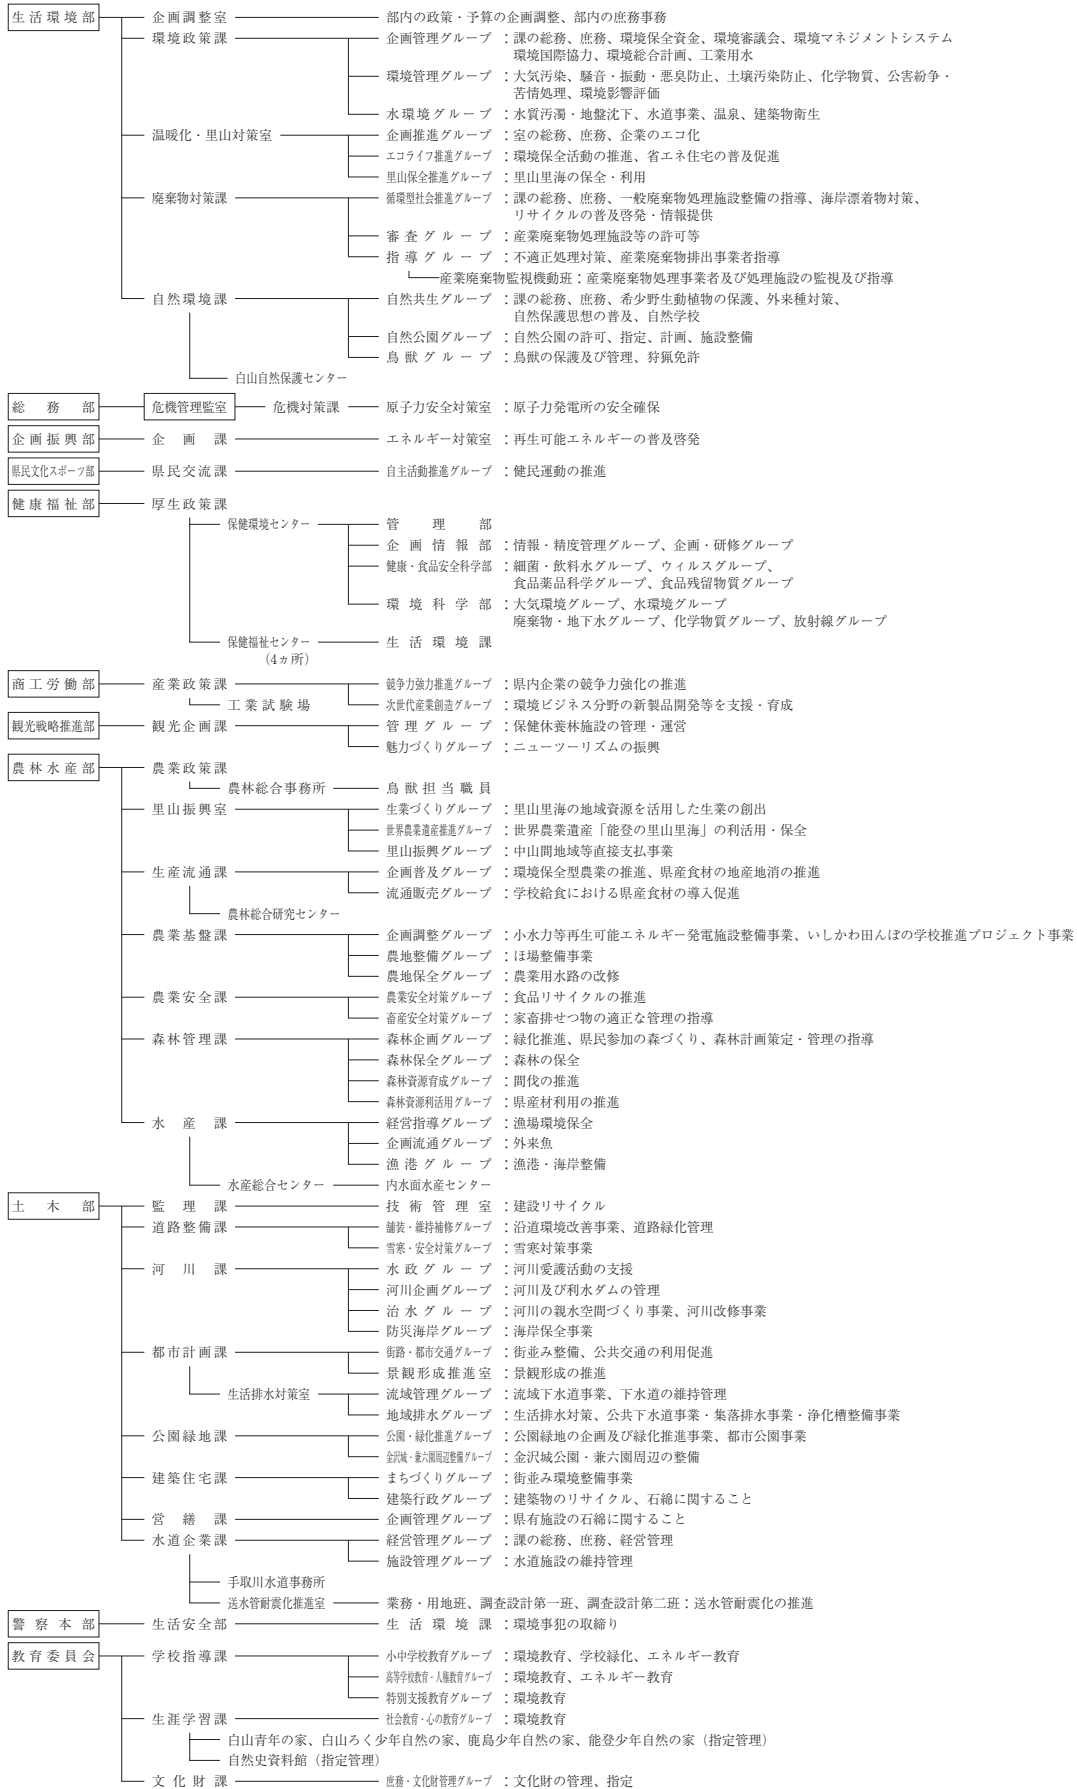 生活環境部 企画調整室 部内の政策・予算の企画調整、部内の庶務事務
環境政策課 企画管理グループ：課の総務、庶務、環境保全資金、環境審議会、環境マネジメントシステム
環境国際協力、環境総合計画、工業用水
環境管理グループ：大気汚染、騒音・振動・悪臭防止、土壌汚染防止、化学物質、公害紛争・
苦情処理、環境影響評価
水環境グループ：水質汚濁・地盤沈下、水道事業、温泉、建築物衛生
温暖化・里山対策室 企画推進グループ：室の総務、庶務、企業のエコ化
エコライフ推進グループ：環境保全活動の推進、省エネ住宅の普及促進
里山保全推進グループ：里山里海の保全・利用
廃棄物対策課 循環型社会推進グループ：課の総務、庶務、一般廃棄物処理施設整備の指導、海岸漂着物対策、
リサイクルの普及啓発・情報提供
審査グループ：産業廃棄物処理施設等の許可等
指導グループ：不適正処理対策、産業廃棄物排出事業者指導
産業廃棄物監視機動班：産業廃棄物処理事業者及び処理施設の監視及び指導
自然環境課 自然共生グループ：課の総務、庶務、希少野生動植物の保護、外来種対策、
自然保護思想の普及、自然学校
自然公園グループ：自然公園の許可、指定、計画、施設整備
鳥獣グループ：鳥獣の保護及び管理、狩猟免許
白山自然保護センター
総務部 危機管理監室 危機対策課 原子力安全対策室：原子力発電所の安全確保
企画振興部 企画課 エネルギー対策室：再生可能エネルギーの普及啓発
県民文化スポーツ部 県民交流課 自主活動推進グループ：健民運動の推進
健康福祉部 厚生政策課
保健環境センター 管理部
企画情報部：情報・精度管理グループ、企画・研修グループ
健康・食品安全科学部：細菌・飲料水グループ、ウィルスグループ、
食品薬品科学グループ、食品残留物質グループ
環境科学部：大気環境グループ、水環境グループ
廃棄物・地下水グループ、化学物質グループ、放射線グループ
保健福祉センター 生活環境課
（4ヵ所）
商工労働部 産業政策課 競争力強力推進グループ：県内企業の競争力強化の推進
工業試験場 次世代産業創造グループ：環境ビジネス分野の新製品開発等を支援・育成
観光戦略推進部 観光企画課 管理グループ：保健休養林施設の管理・運営
魅力づくりグループ：ニューツーリズムの振興
農林水産部 農業政策課
農林総合事務所 鳥獣担当職員
里山振興室 生業づくりグループ：里山里海の地域資源を活用した生業の創出
世界農業遺産推進グループ：世界農業遺産「能登の里山里海」の利活用・保全
里山振興グループ：中山間地域等直接支払事業
生産流通課 企画普及グループ：環境保全型農業の推進、県産食材の地産地消の推進
流通販売グループ：学校給食における県産食材の導入促進
農林総合研究センター
農業基盤課 企画調整グループ：小水力等再生可能エネルギー発電施設整備事業、いしかわ田んぼの学校推進プロジェクト事業
農地整備グループ：ほ場整備事業
農地保全グループ：農業用水路の改修
農業安全課 農業安全対策グループ：食品リサイクルの推進
畜産安全対策グループ：家畜排せつ物の適正な管理の指導
森林管理課 森林企画グループ：緑化推進、県民参加の森づくり、森林計画策定・管理の指導
森林保全グループ：森林の保全
森林資源育成グループ：間伐の推進
森林資源利活用グループ：県産材利用の推進
水産課 経営指導グループ：漁場環境保全
企画流通グループ：外来魚
漁港グループ：漁港・海岸整備
水産総合センター 内水面水産センター
土木部 監理課 技術管理室：建設リサイクル
道路整備課 舗装・維持補修グループ：沿道環境改善事業、道路緑化管理
雪寒・安全対策グループ：雪寒対策事業
河川課 水政グループ：河川愛護活動の支援
河川企画グループ：河川及び利水ダムの管理
治水グループ：河川の親水空間づくり事業、河川改修事業
防災海岸グループ：海岸保全事業
都市計画課 街路・都市交通グループ：街並み整備、公共交通の利用促進
景観形成推進室：景観形成の推進
生活排水対策室 流域管理グループ：流域下水道事業、下水道の維持管理
地域排水グループ：生活排水対策、公共下水道事業・集落排水事業・浄化槽整備事業
公園緑地課 公園・緑化推進グループ：公園緑地の企画及び緑化推進事業、都市公園事業
金沢城・兼六園周辺整備グループ：金沢城公園・兼六園周辺の整備
建築住宅課 まちづくりグループ：街並み環境整備事業
建築行政グループ：建築物のリサイクル、石綿に関すること
営繕課 企画管理グループ：県有施設の石綿に関すること
水道企業課 経営管理グループ：課の総務、庶務、経営管理
施設管理グループ：水道施設の維持管理
手取川水道事務所
送水管耐震化推進室 業務・用地班、調査設計第一班、調査設計第二班：送水管耐震化の推進
警察本部 生活安全部 生活環境課：環境事犯の取締り
教育委員会 学校指導課 小中学校教育グループ：環境教育、学校緑化、エネルギー教育
高等学校教育・人権教育グループ：環境教育、エネルギー教育
特別支援教育グループ：環境教育
生涯学習課 社会教育・心の教育グループ：環境教育
白山青年の家、白山ろく少年自然の家、鹿島少年自然の家、能登少年自然の家（指定管理）
自然史資料館（指定管理）
文化財課 庶務・文化財管理グループ：文化財の管理、指定